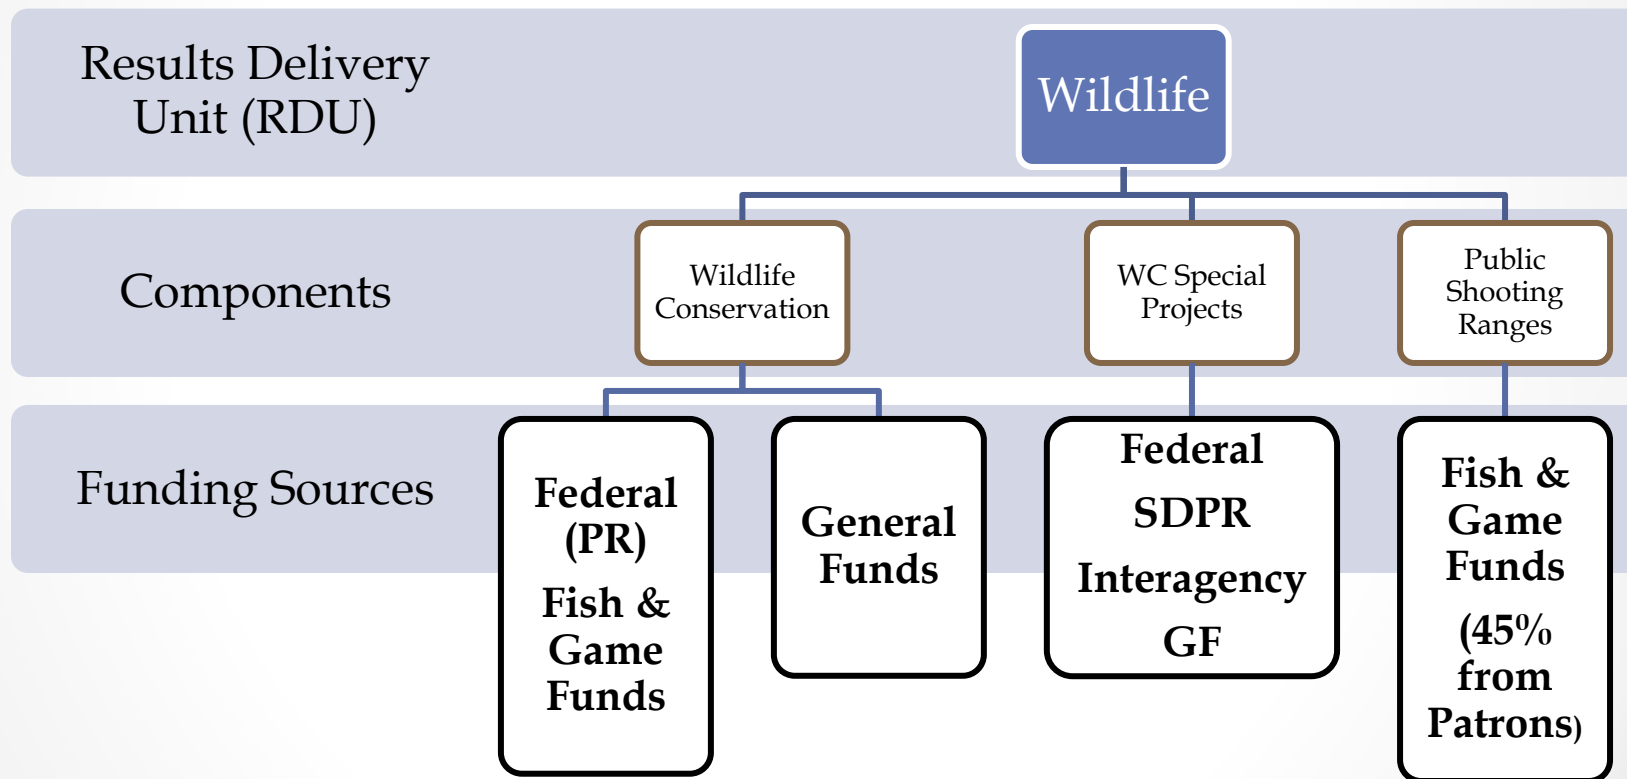 Results Delivery
Unit (RDU)
Wildlife
Components
Wildlife
Conservation
WC Special
Projects
Public
Shooting
Ranges
Funding Sources
Federal
(PR)
Fish &
Game
Funds
General
Funds
Federal
SDPR
Interagency
GF
Fish &
Game
Funds
(45%
from
Patrons)